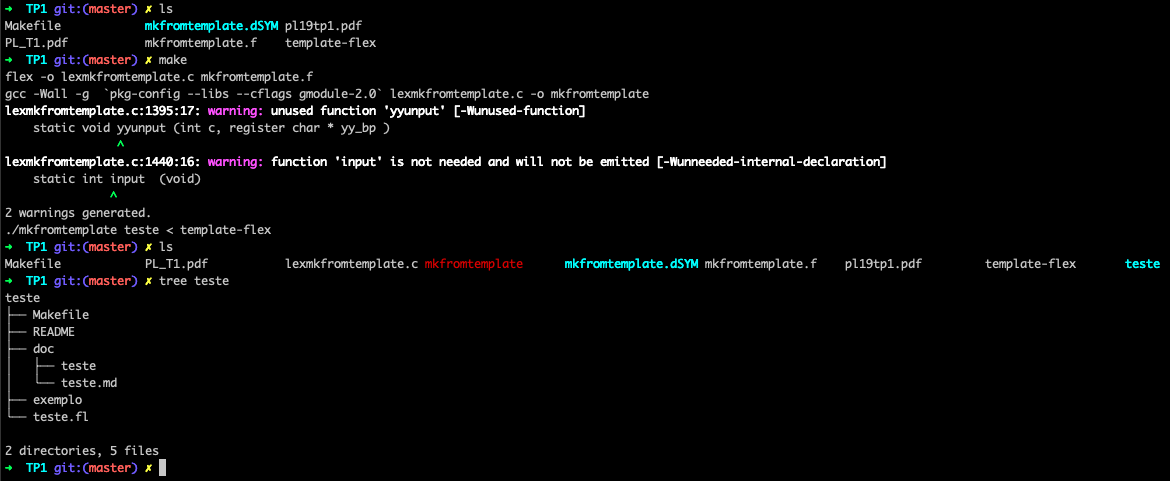 ➜  TP1 git:(master) ✗ ls
Makefile            mkfromtemplate.dSYM pl19tp1.pdf
PL_T1.pdf           mkfromtemplate.f    template-flex
➜  TP1 git:(master) ✗ make
flex -o lexmkfromtemplate.c mkfromtemplate.f
gcc -Wall -g  `pkg-config --libs --cflags gmodule-2.0` lexmkfromtemplate.c -o mkfromtemplate
lexmkfromtemplate.c:1395:17: warning: unused function 'yyunput' [-Wunused-function]
    static void yyunput (int c, register char * yy_bp )
                ^
lexmkfromtemplate.c:1440:16: warning: function 'input' is not needed and will not be emitted [-Wunneeded-internal-declaration]
    static int input  (void)
               ^
2 warnings generated.
./mkfromtemplate teste < template-flex
➜  TP1 git:(master) ✗ ls
Makefile            PL_T1.pdf           lexmkfromtemplate.c mkfromtemplate      mkfromtemplate.dSYM mkfromtemplate.f    pl19tp1.pdf         template-flex       teste
➜  TP1 git:(master) ✗ tree teste
teste
├── Makefile
├── README
├── doc
│   ├── teste
│   └── teste.md
├── exemplo
└── teste.fl

2 directories, 5 files
➜  TP1 git:(master) ✗